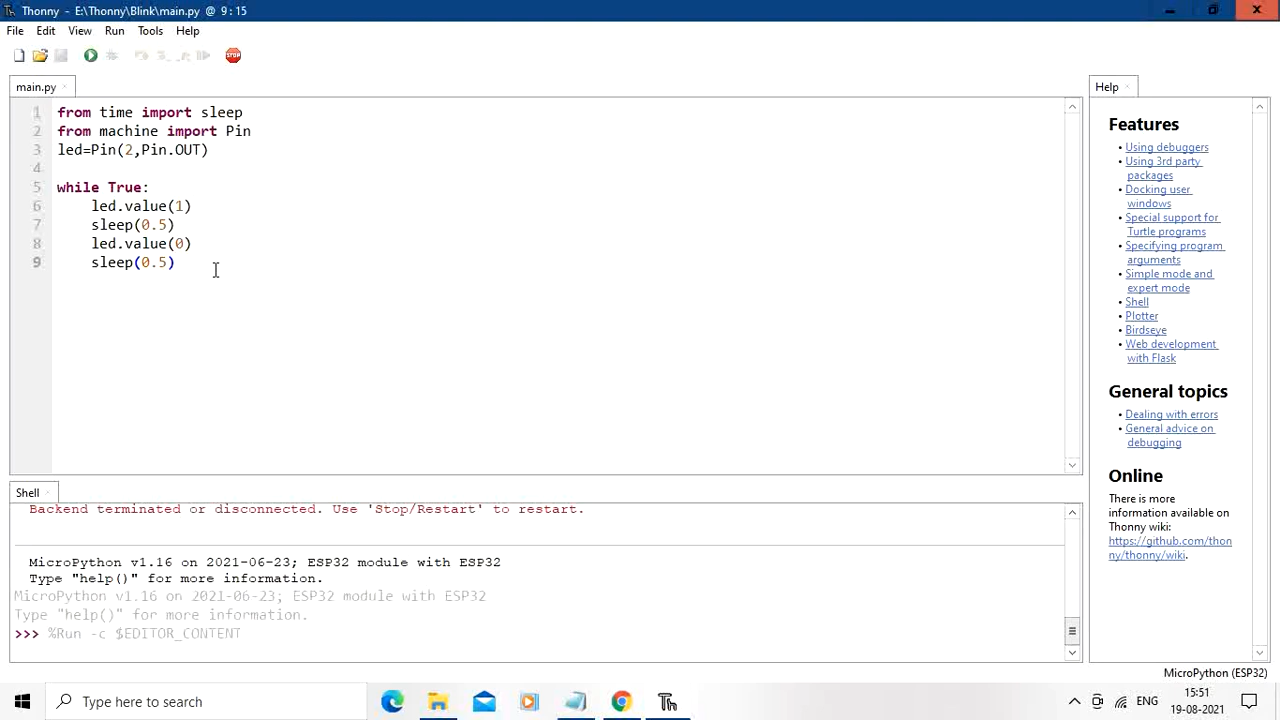 Thonny - E:\Thonny\Blink\main.py @ 9 : 15
File Edit View Run Tools Help
STOP
main.py ×
1 from time import sleep
2 from machine import Pin
3 led=Pin(2,Pin.OUT)
4
5 while True:
6 led.value(1)
7 sleep(0.5)
8 led.value(0)
9 sleep(0.5)
Help ×
Features
• Using debuggers
• Using 3rd party
packages
• Docking user
windows
• Special support for
Turtle programs
• Specifying program
arguments
• Simple mode and
expert mode
• Shell
• Plotter
• Birdseye
• Web development
with Flask
General topics
• Dealing with errors
• General advice on
debugging
Online
There is more
information available on
Thonny wiki:
https://github.com/thon
ny/thonny/wiki.
Shell ×
Backend terminated or disconnected. Use 'Stop/Restart' to restart.
MicroPython v1.16 on 2021-06-23; ESP32 module with ESP32
Type "help()" for more information.
MicroPython v1.16 on 2021-06-23; ESP32 module with ESP32
Type "help()" for more information.
>>> %Run -c $EDITOR_CONTENT
MicroPython (ESP32)
Type here to search
Th
ENG
15:51
19-08-2021